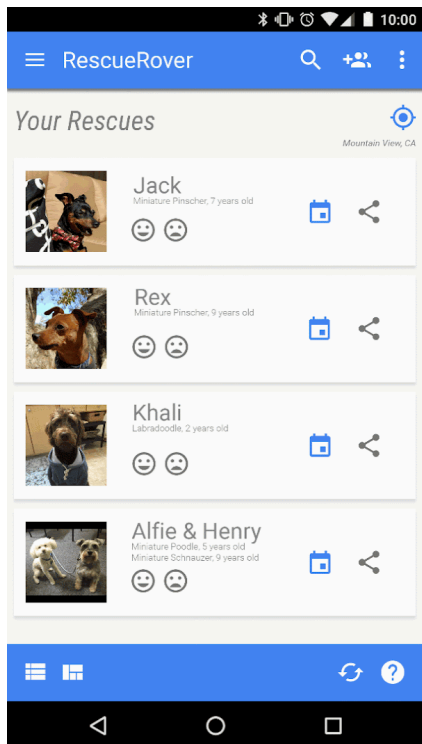 10:00
RescueRover
Your Rescues
Mountain View, CA
Jack
Miniature Pinscher, 7 years old
Rex
Miniature Pinscher, 9 years old
Khali
Labradoodle, 2 years old
Alfie & Henry
Miniature Poodle, 5 years old
Miniature Schnauzer, 9 years old